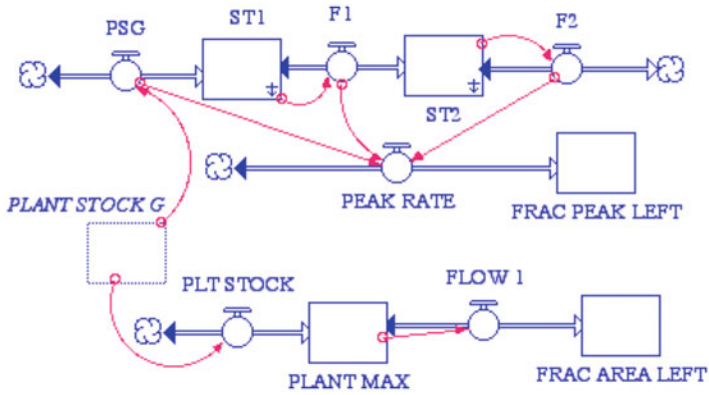 PSG
ST1
F1
F2
ST2
PEAK RATE
FRAC PEAK LEFT
PLANT STOCK G
PLT STOCK
FLOW 1
PLANT MAX
FRAC AREA LEFT